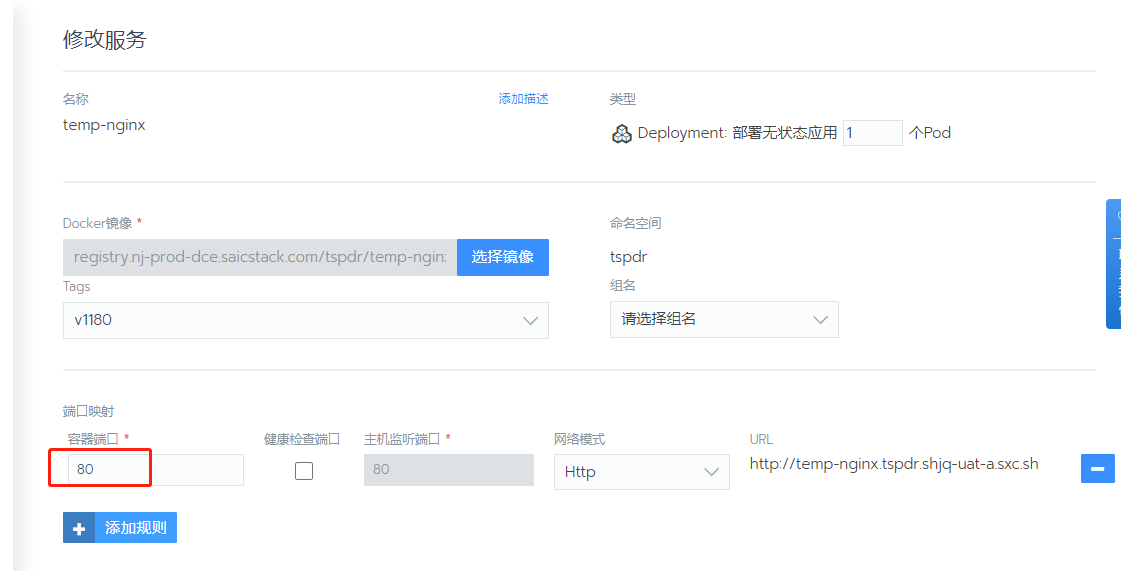 修改服务
名称
添加描述
类型
temp-nginx
Deployment: 部署无状态应用 1 个Pod
Docker镜像 *
命名空间
registry.nj-prod-dce.saicstack.com/tspdr/temp-nginx
选择镜像
tspdr
Tags
组名
v1180
请选择组名
端口映射
容器端口 *
健康检查端口
主机监听端口 *
网络模式
URL
80
80
Http
http://temp-nginx.tspdr.shjq-uat-a.sxc.sh
添加规则